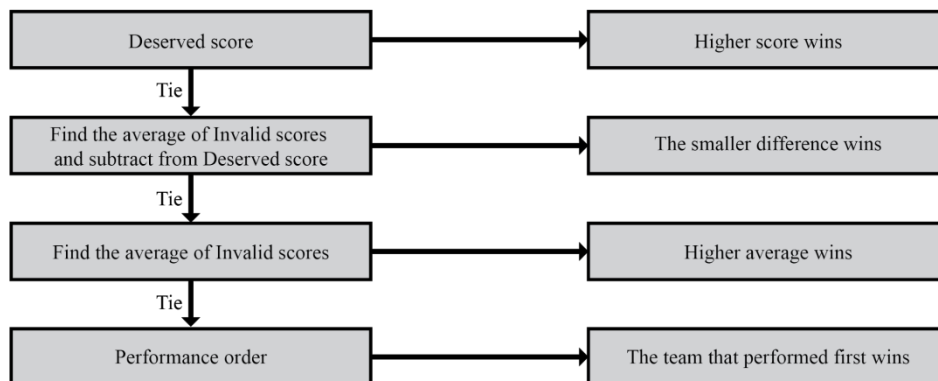 Deserved score
Higher score wins
Tie
Find the average of Invalid scores
and subtract from Deserved score
The smaller difference wins
Tie
Find the average of Invalid scores
Higher average wins
Tie
Performance order
The team that performed first wins